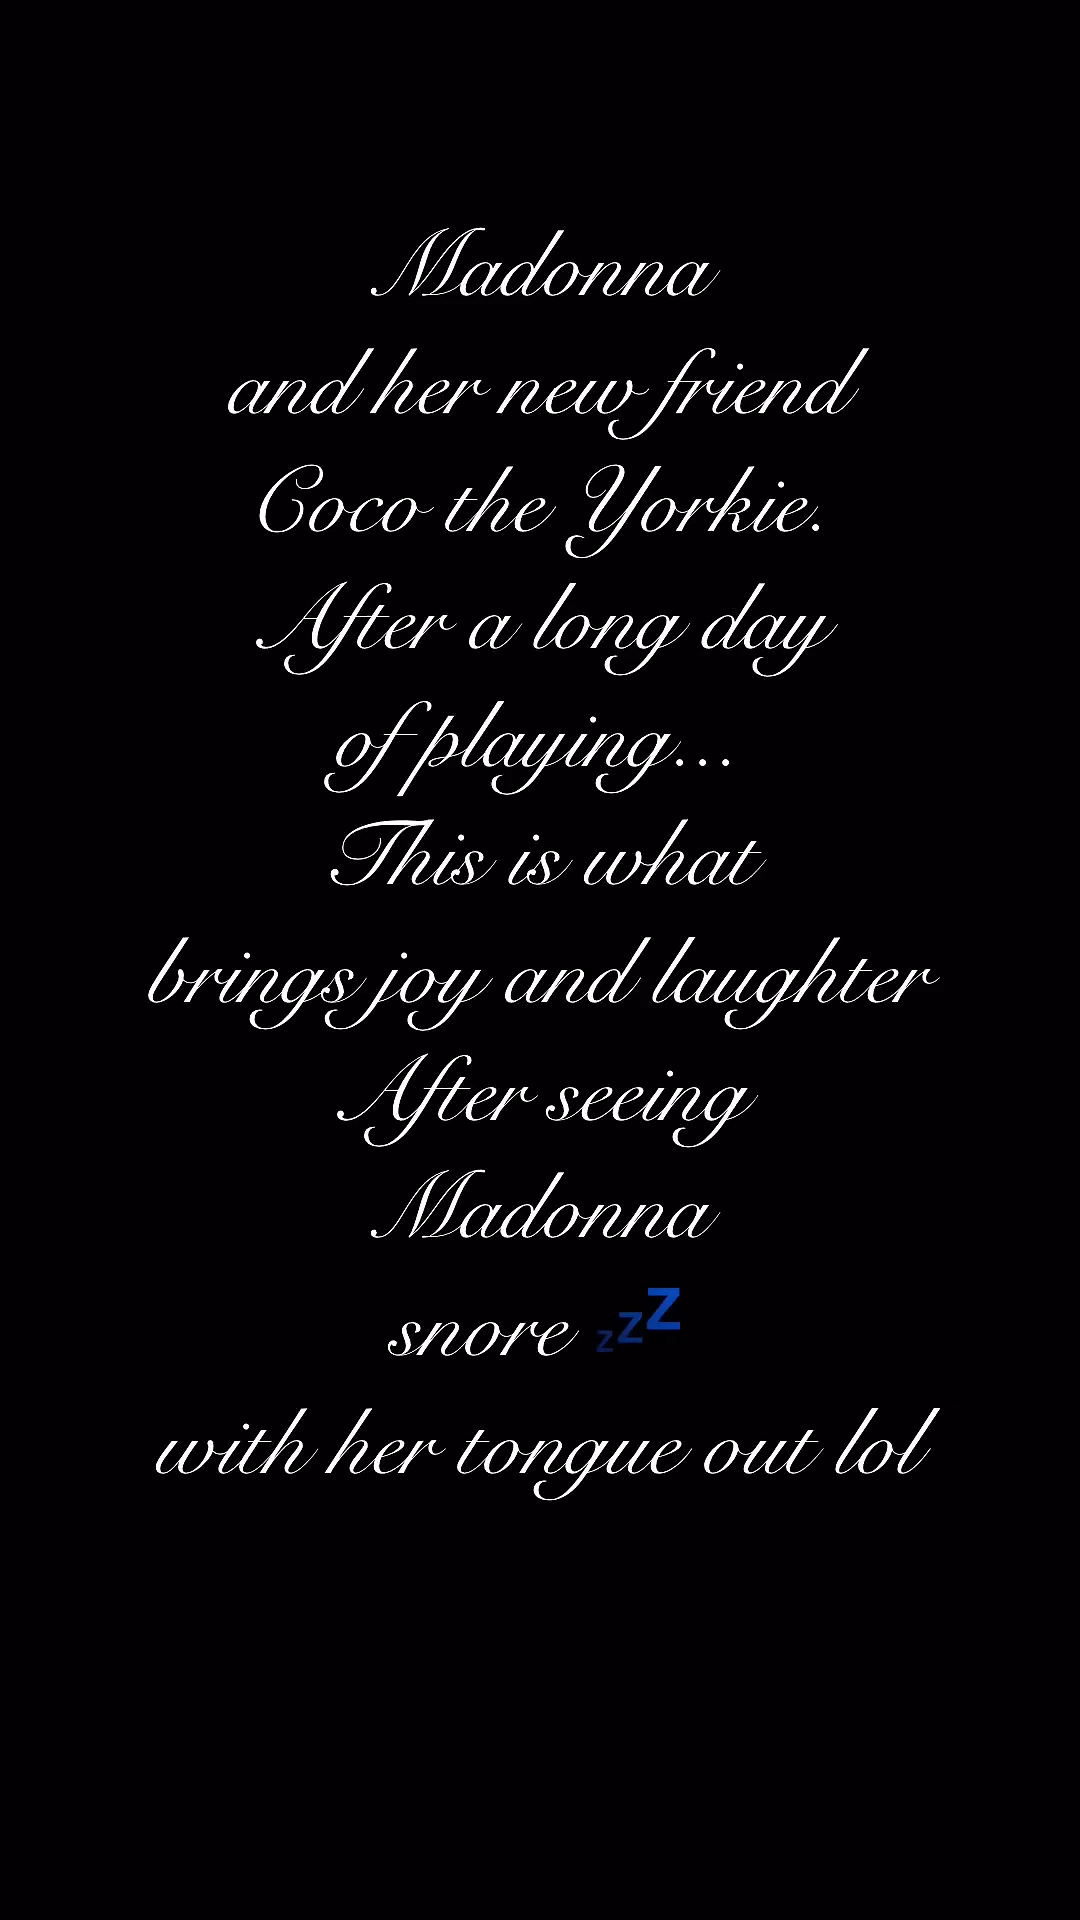 Madonna
and her new friend
Coco the Yorkie.
After a long day
of playing...
This is what
brings joy and laughter
After seeing
Madonna
snore 💤
with her tongue out lol